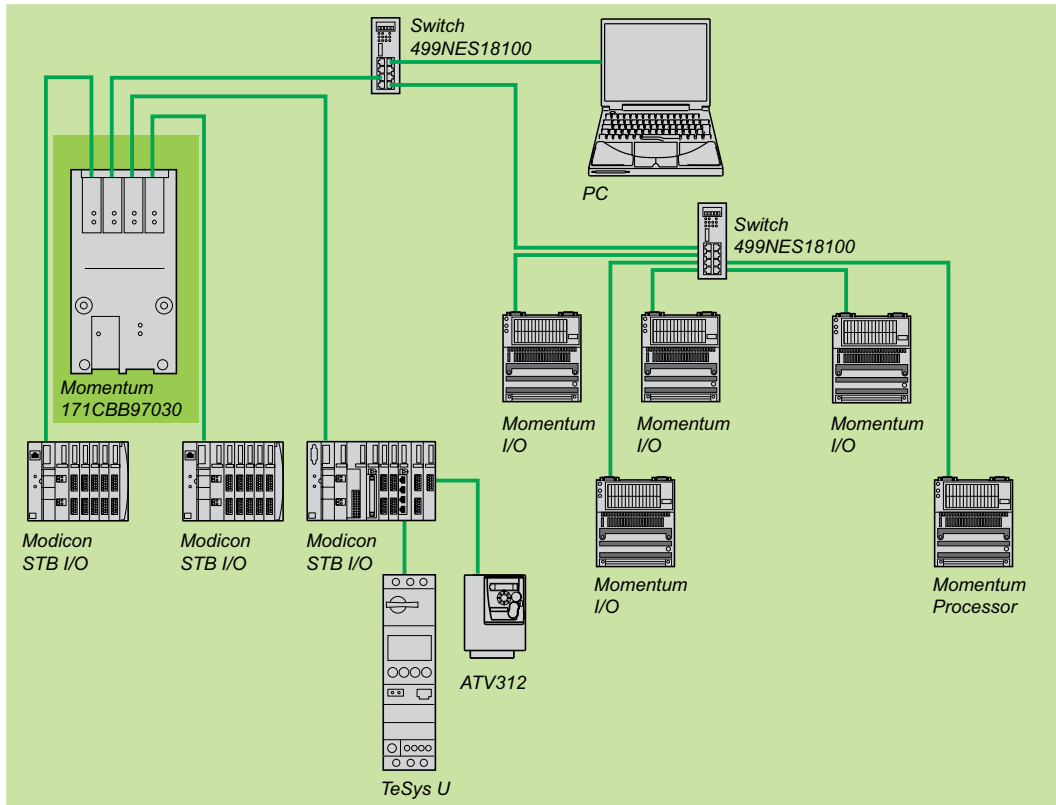 Switch
499NES18100
PC
Switch
499NES18100
Momentum
171CBB97030
Momentum
I/O
Momentum
I/O
Momentum
I/O
Modicon
STB I/O
Modicon
STB I/O
Modicon
STB I/O
Momentum
I/O
Momentum
Processor
ATV312
TeSys U